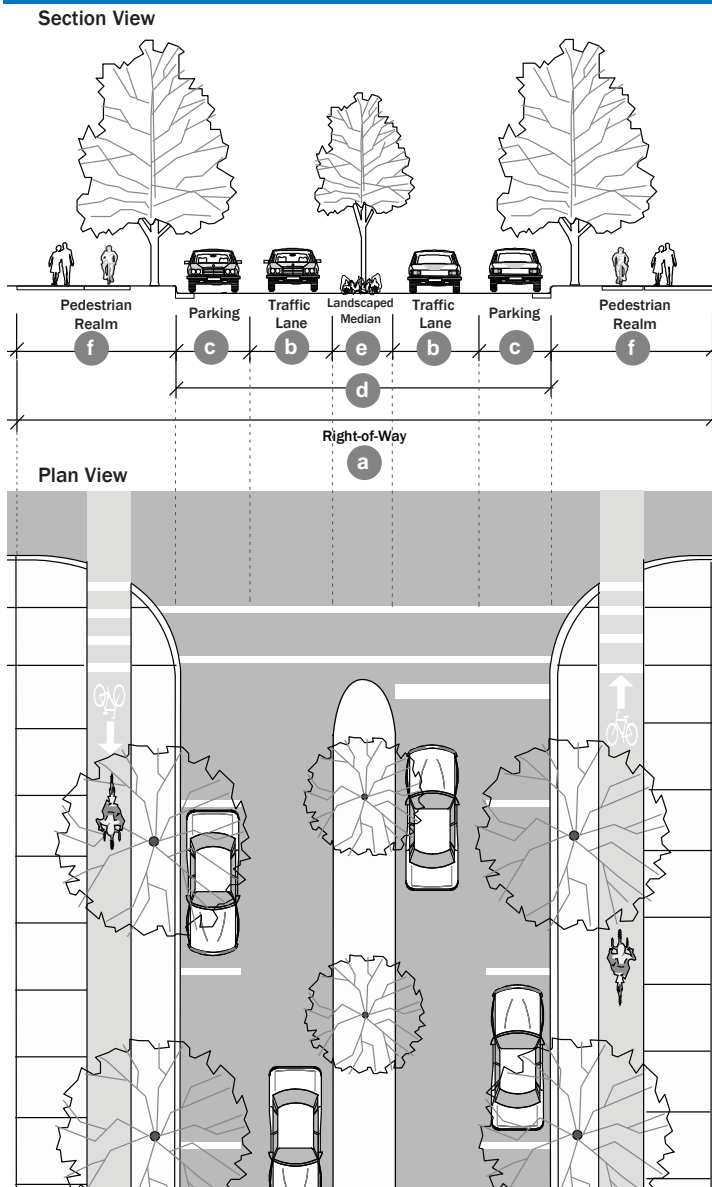 Section View
Pedestrian Realm
Parking
Traffic Lane
Landscaped Median
Traffic Lane
Parking
Pedestrian Realm
f
c
b
e
b
c
f
d
Right-of-Way
a
Plan View